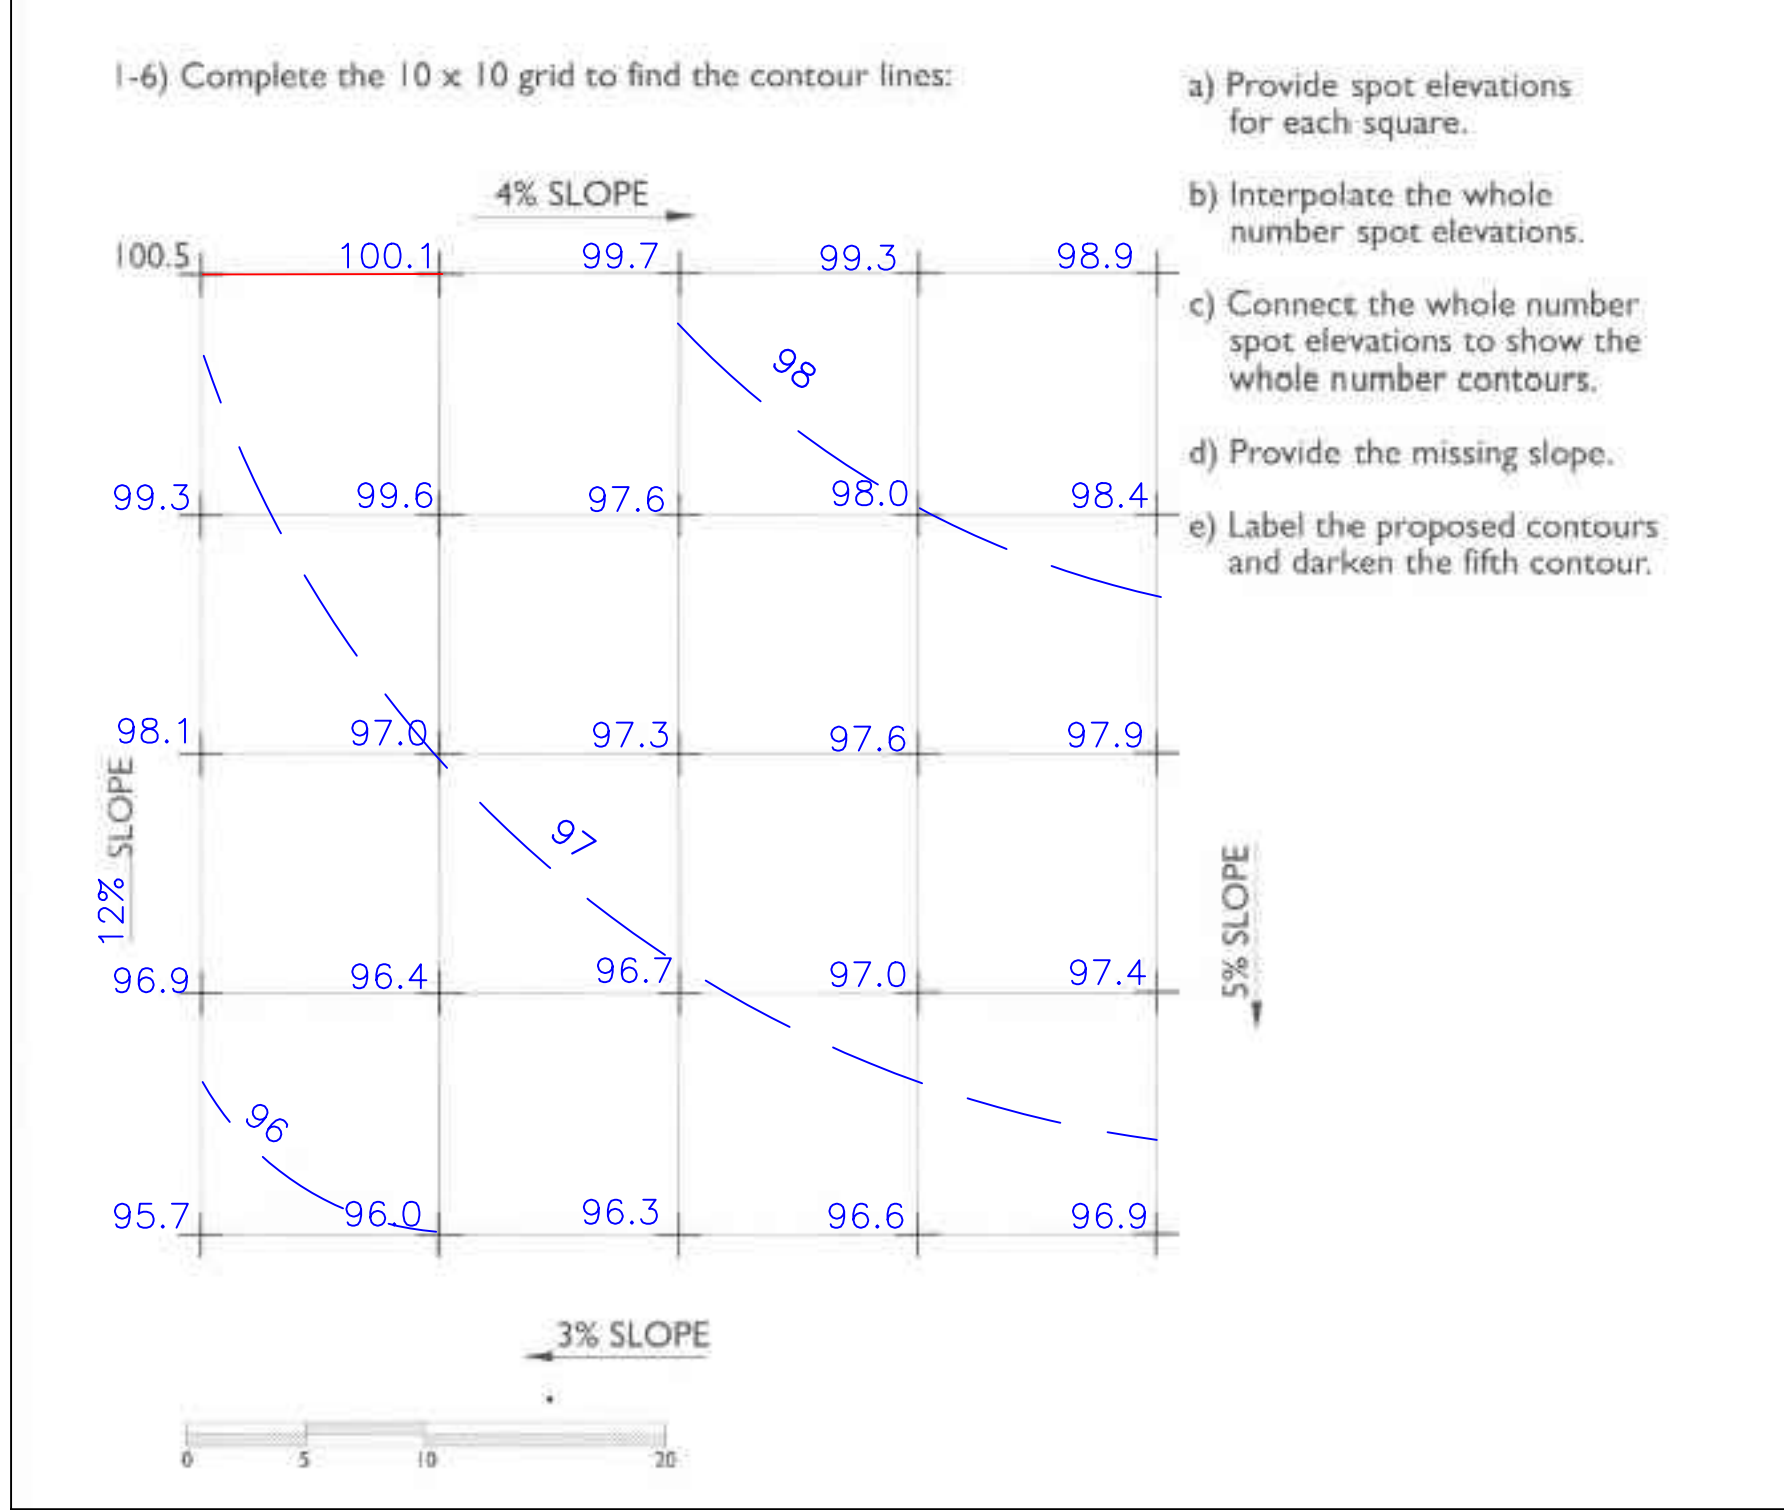 1-6) Complete the 10 x 10 grid to find the contour lines:
a) Provide spot elevations
for each square.
b) Interpolate the whole
number spot elevations.
c) Connect the whole number
spot elevations to show the
whole number contours.
d) Provide the missing slope.
e) Label the proposed contours
and darken the fifth contour.
4% SLOPE
100.5 100.1 99.7 99.3 98.9
98
99.3 99.6 97.6 98.0 98.4
98.1 97.0 97.3 97.6 97.9
12% SLOPE
97
5% SLOPE
96.9 96.4 96.7 97.0 97.4
96
95.7 96.0 96.3 96.6 96.9
3% SLOPE
0 5 10 20